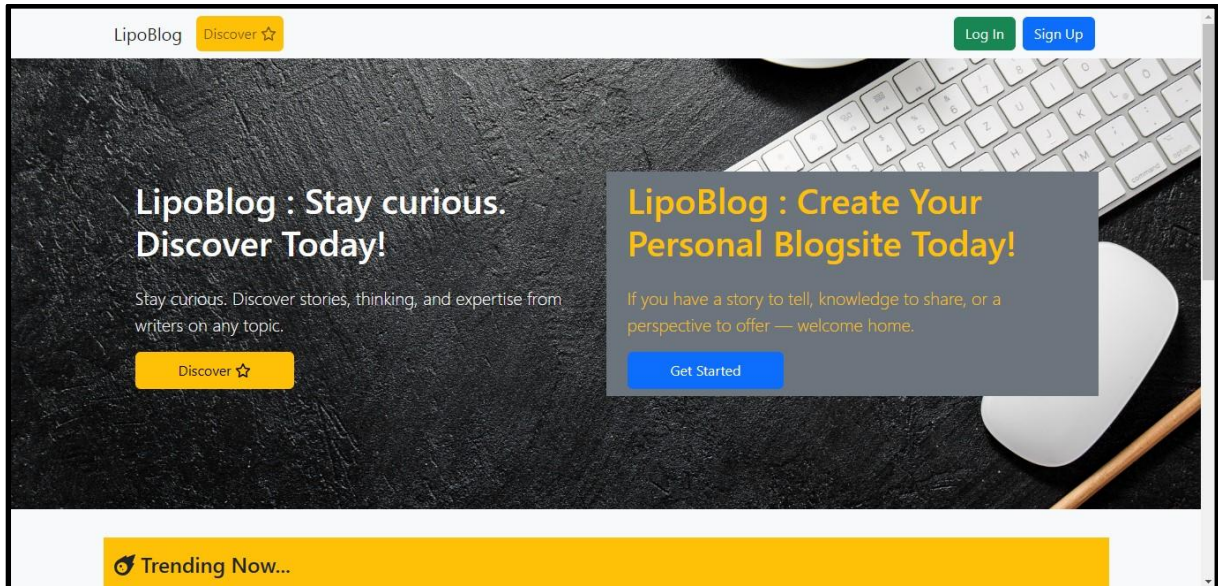 LipoBlog
Discover
Log In
Sign Up
LipoBlog : Stay curious.
Discover Today!
Stay curious. Discover stories, thinking, and expertise from
writers on any topic.
Discover
LipoBlog : Create Your
Personal Blogsite Today!
If you have a story to tell, knowledge to share, or a
perspective to offer — welcome home.
Get Started
Trending Now...